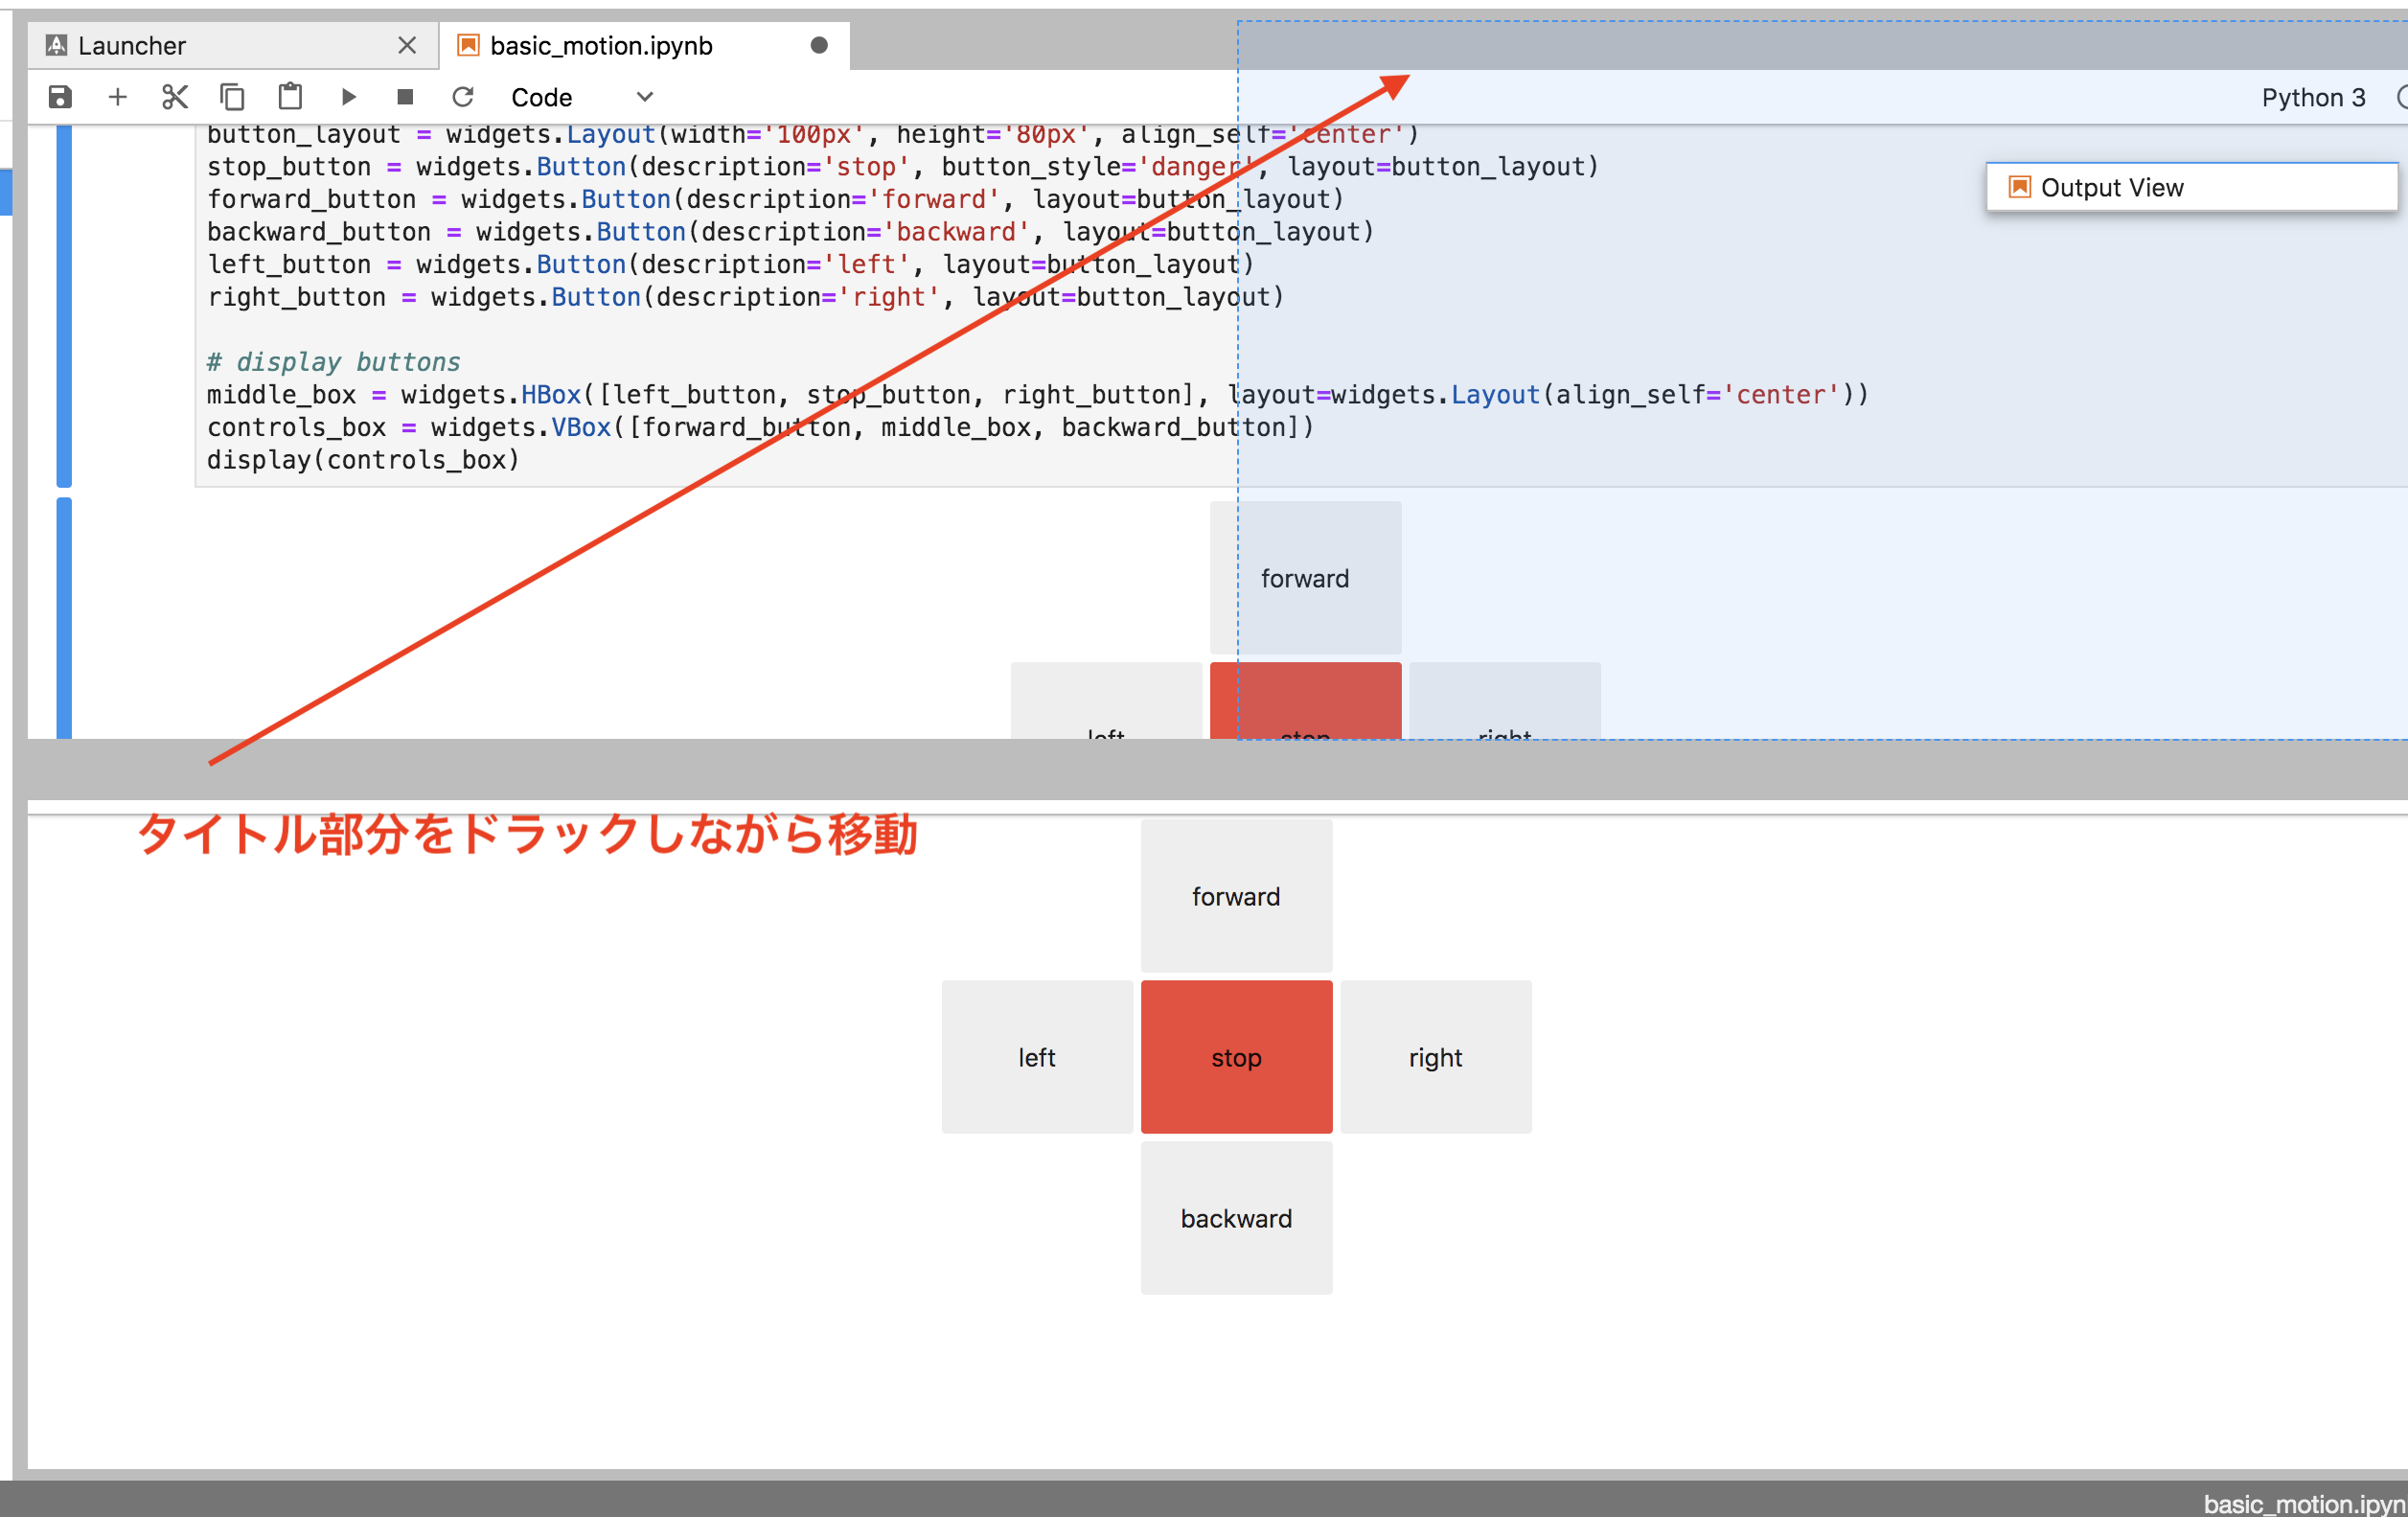 Launcher
basic_motion.ipynb
Code
Python 3
button_layout = widgets.Layout(width='100px', height='80px', align_self='center')
stop_button = widgets.Button(description='stop', button_style='danger', layout=button_layout)
forward_button = widgets.Button(description='forward', layout=button_layout)
backward_button = widgets.Button(description='backward', layout=button_layout)
left_button = widgets.Button(description='left', layout=button_layout)
right_button = widgets.Button(description='right', layout=button_layout)
Output View
# display buttons
middle_box = widgets.HBox([left_button, stop_button, right_button], layout=widgets.Layout(align_self='center'))
controls_box = widgets.VBox([forward_button, middle_box, backward_button])
display(controls_box)
forward
left stop right
タイトル部分をドラックしながら移動
forward
left stop right
backward
basic_motion.ipyn